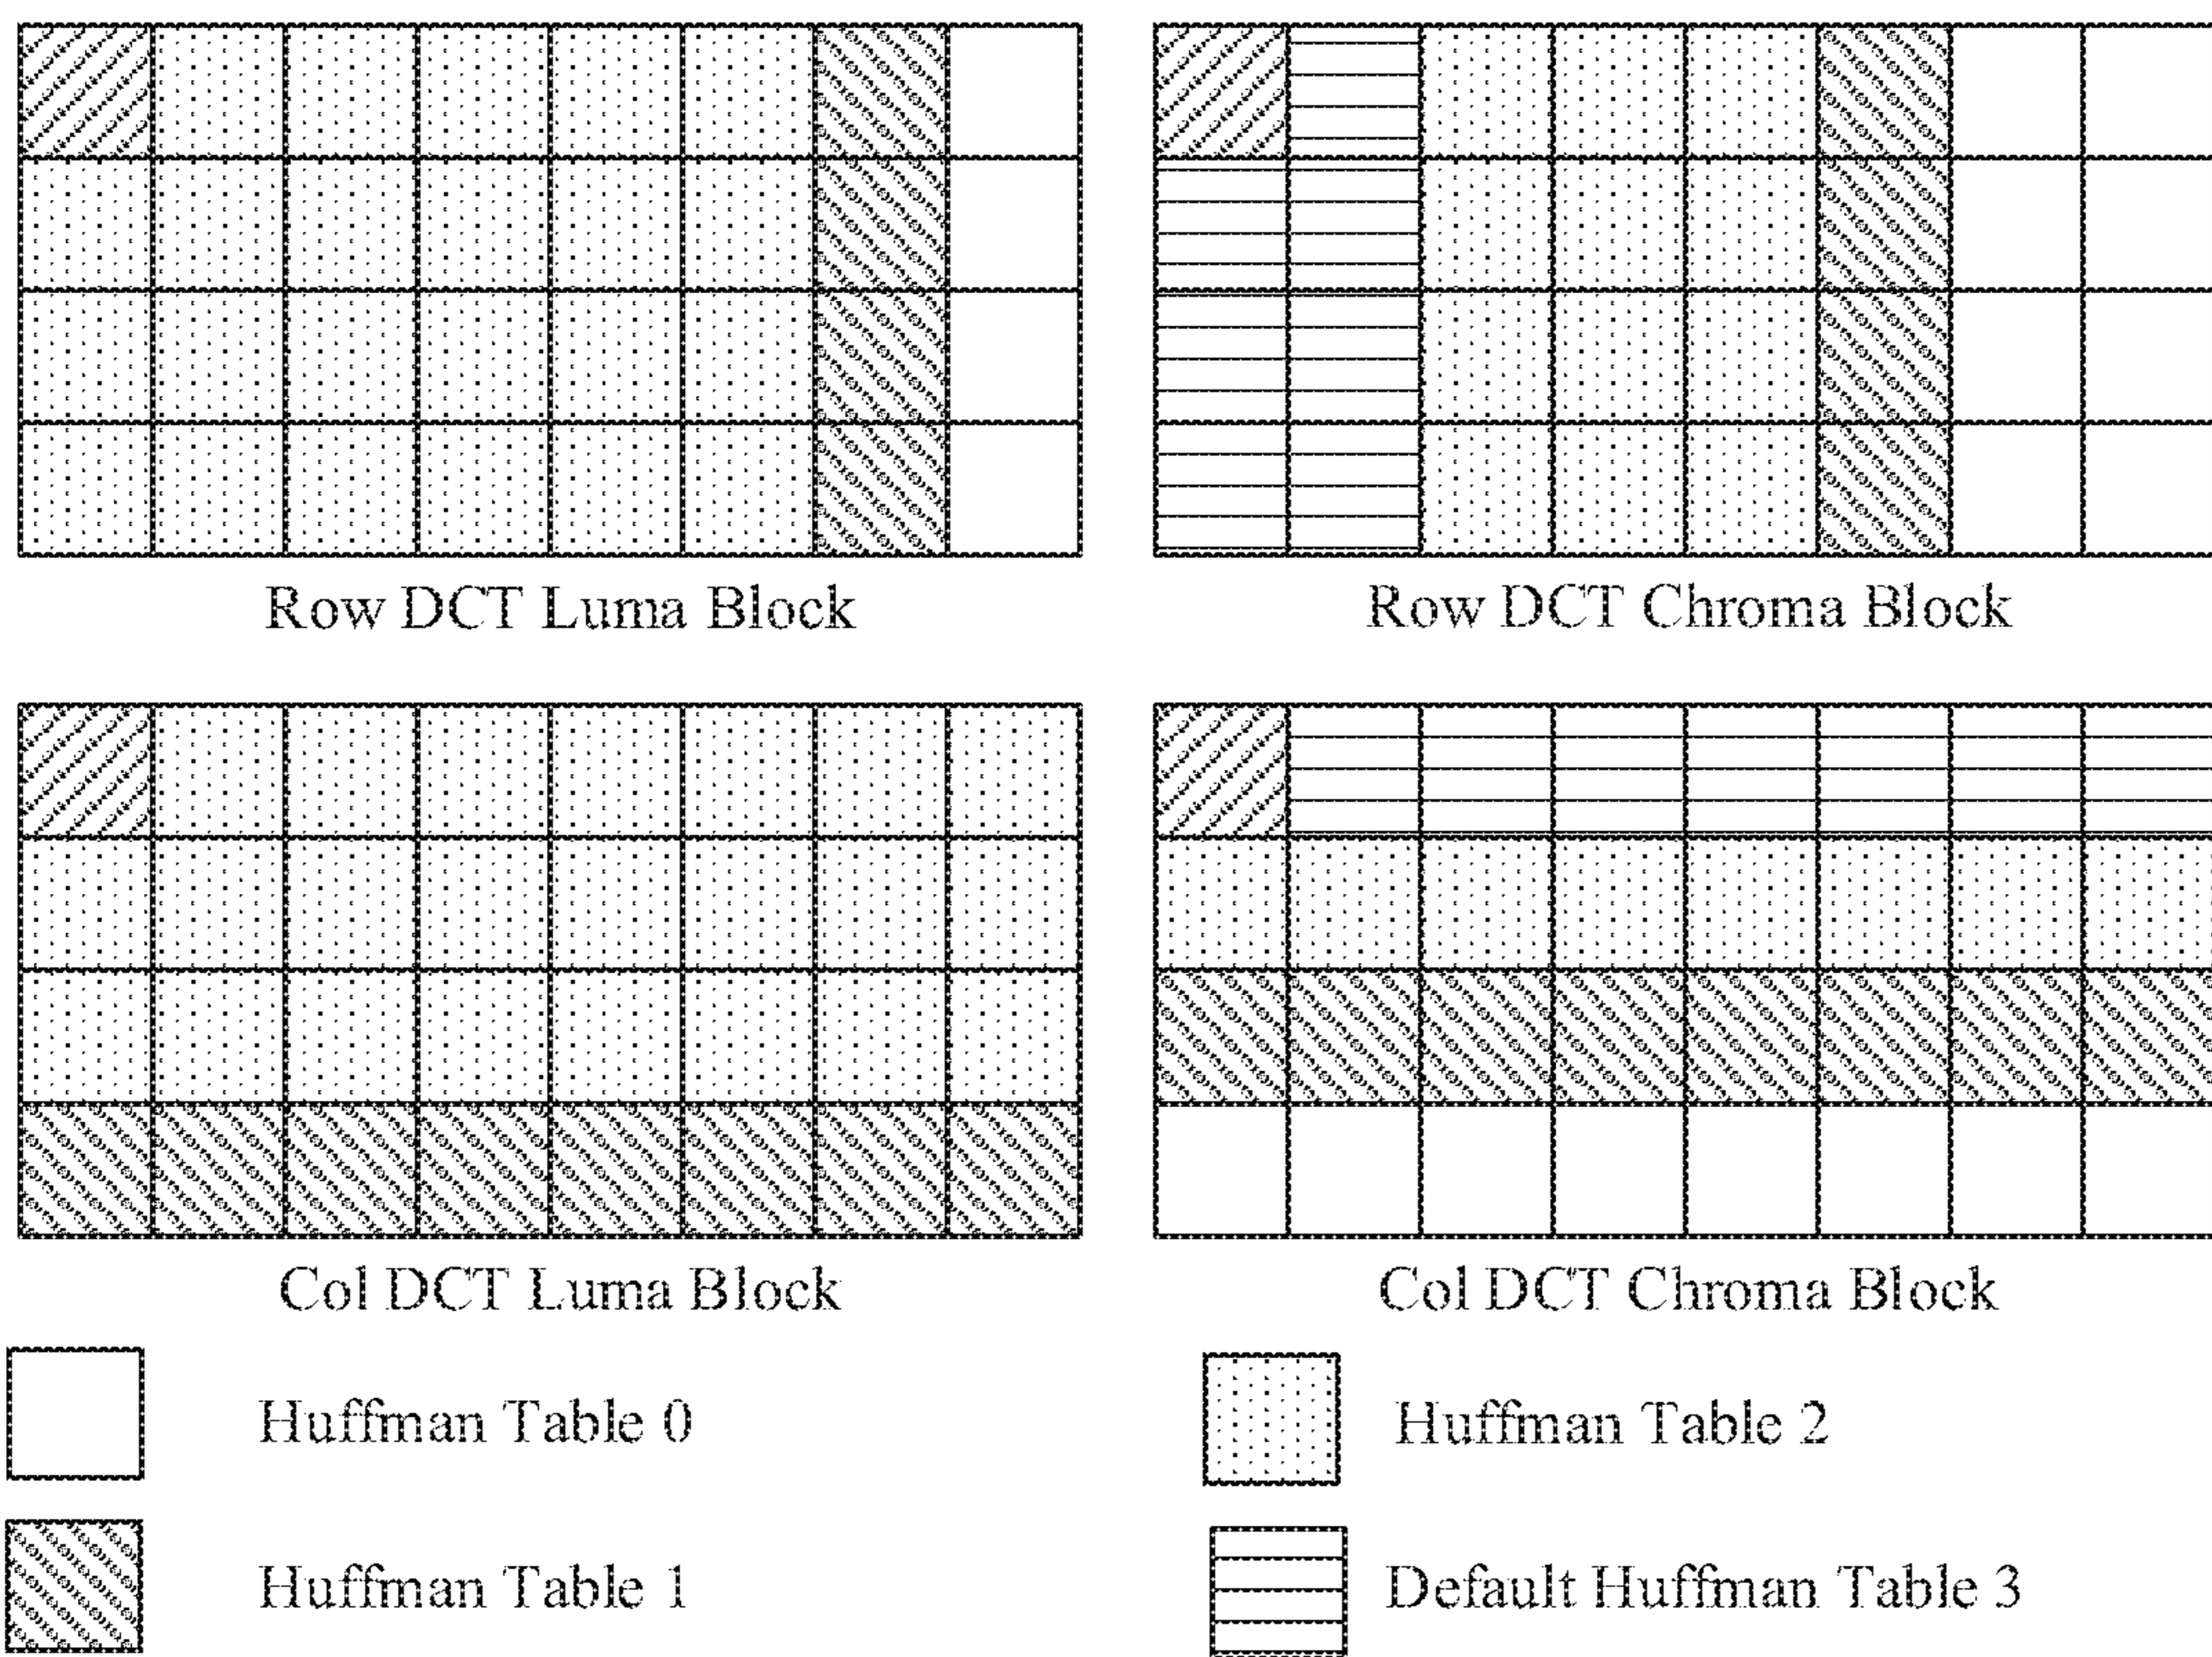 Row DCT Luma Block
Row DCT Chroma Block
Col DCT Luma Block
Col DCT Chroma Block
Huffman Table 0
Huffman Table 2
Huffman Table 1
Default Huffman Table 3